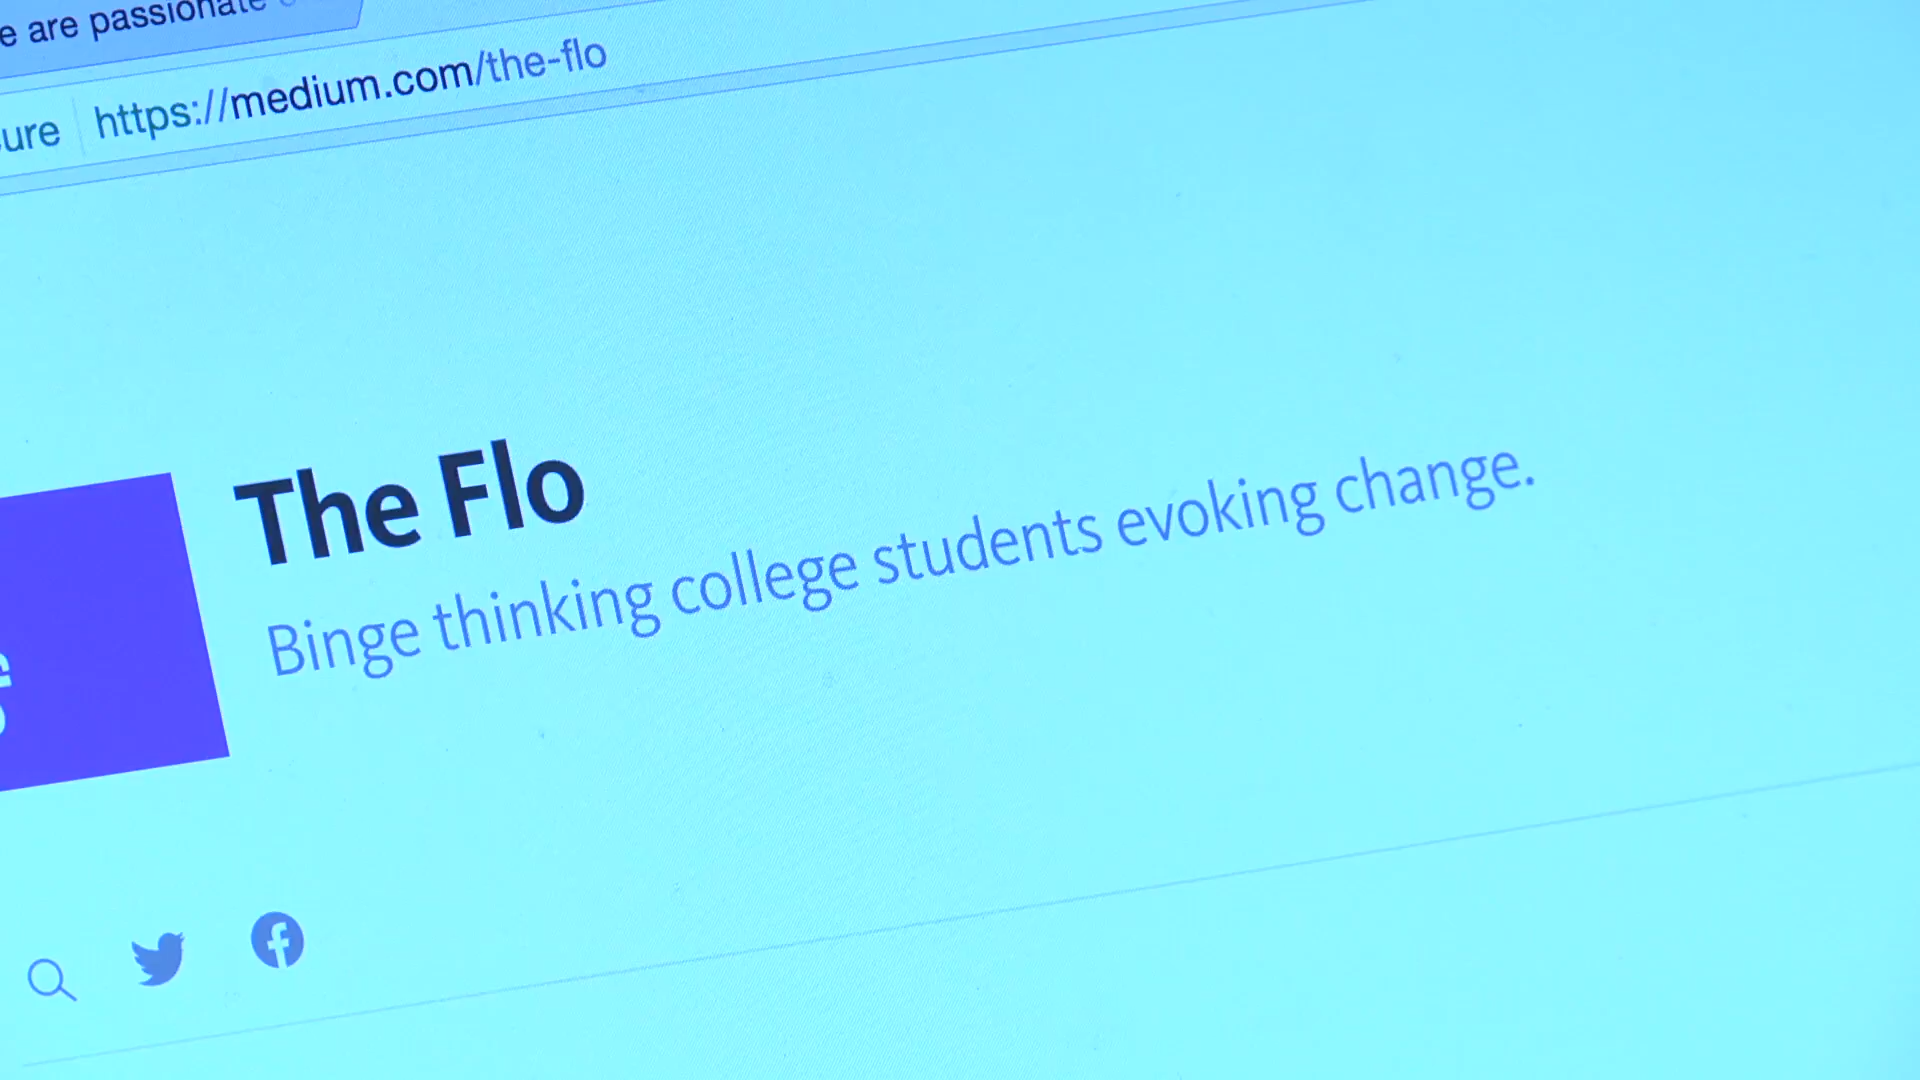 e are passionate
ure
https://medium.com/the-flo
The Flo
Binge thinking college students evoking change.